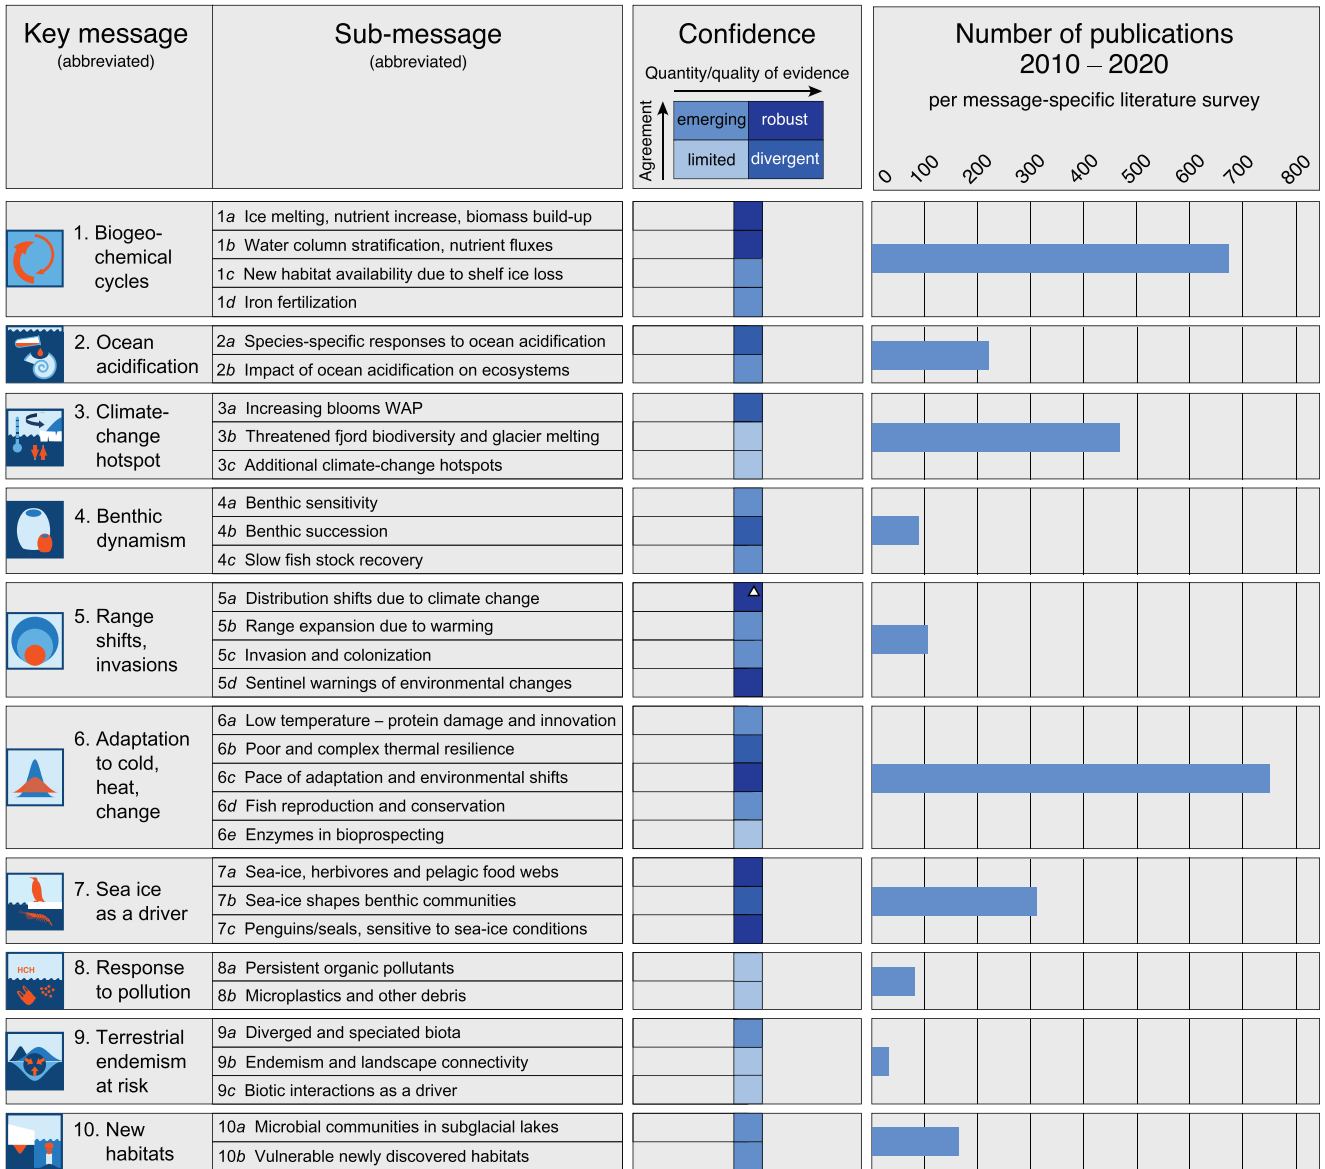 Key message
(abbreviated)
Sub-message
(abbreviated)
Confidence
Quantity/quality of evidence
Agreement
emerging
robust
limited
divergent
Number of publications
2010 – 2020
per message-specific literature survey
0 100 200 300 400 500 600 700 800
1. Biogeo-
chemical
cycles
1a Ice melting, nutrient increase, biomass build-up
1b Water column stratification, nutrient fluxes
1c New habitat availability due to shelf ice loss
1d Iron fertilization
2. Ocean
acidification
2a Species-specific responses to ocean acidification
2b Impact of ocean acidification on ecosystems
3. Climate-
change
hotspot
3a Increasing blooms WAP
3b Threatened fjord biodiversity and glacier melting
3c Additional climate-change hotspots
4. Benthic
dynamism
4a Benthic sensitivity
4b Benthic succession
4c Slow fish stock recovery
5. Range
shifts,
invasions
5a Distribution shifts due to climate change
5b Range expansion due to warming
5c Invasion and colonization
5d Sentinel warnings of environmental changes
6. Adaptation
to cold,
heat,
change
6a Low temperature – protein damage and innovation
6b Poor and complex thermal resilience
6c Pace of adaptation and environmental shifts
6d Fish reproduction and conservation
6e Enzymes in bioprospecting
7. Sea ice
as a driver
7a Sea-ice, herbivores and pelagic food webs
7b Sea-ice shapes benthic communities
7c Penguins/seals, sensitive to sea-ice conditions
HCH
8. Response
to pollution
8a Persistent organic pollutants
8b Microplastics and other debris
9. Terrestrial
endemism
at risk
9a Diverged and speciated biota
9b Endemism and landscape connectivity
9c Biotic interactions as a driver
10. New
habitats
10a Microbial communities in subglacial lakes
10b Vulnerable newly discovered habitats